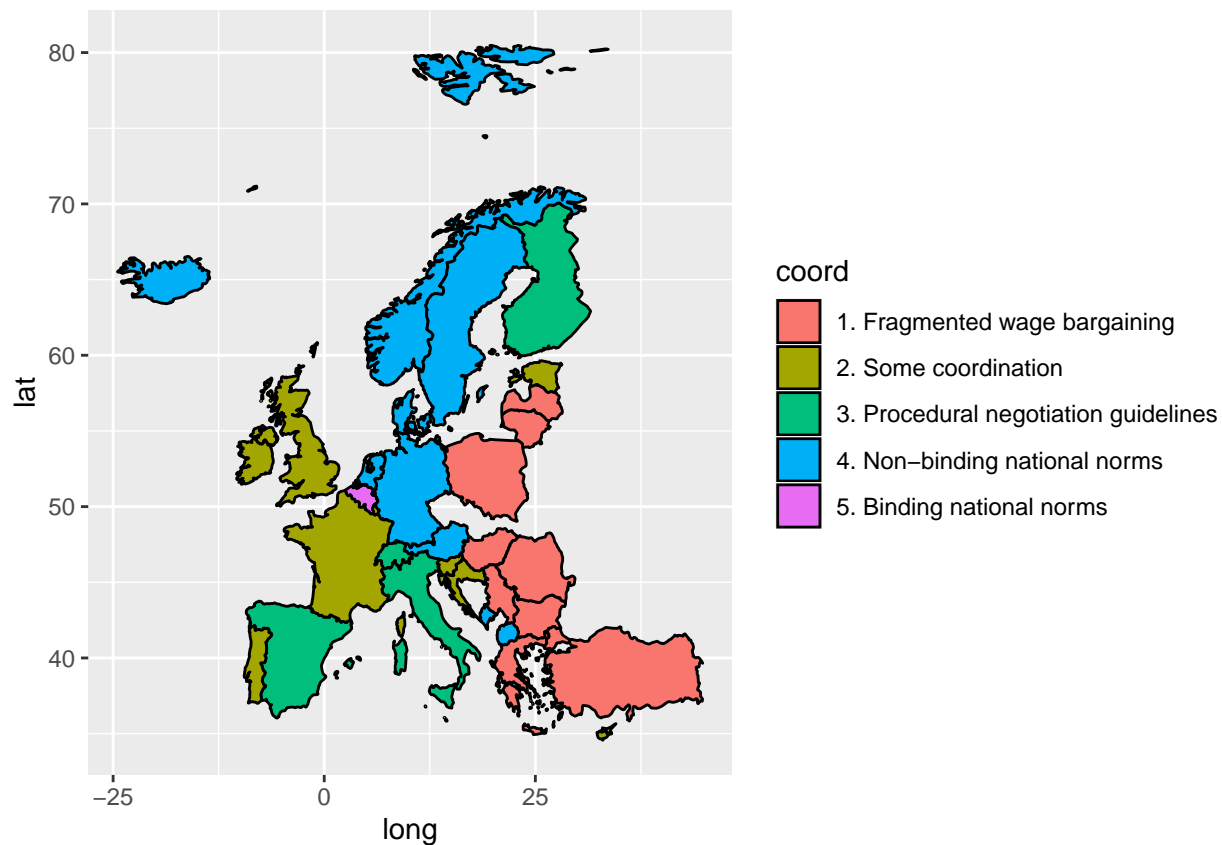 80
70
60
50
40
lat
−25
0
25
long
coord
1. Fragmented wage bargaining
2. Some coordination
3. Procedural negotiation guidelines
4. Non−binding national norms
5. Binding national norms